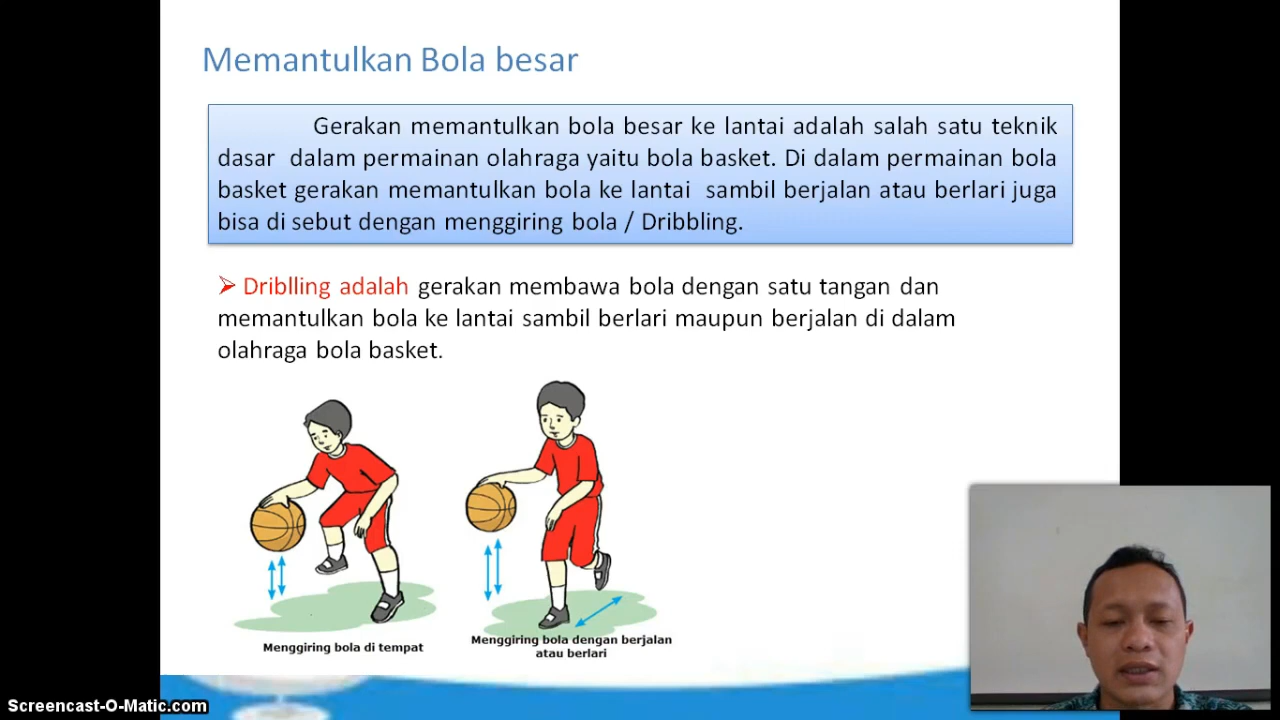 Memantulkan Bola besar
Gerakan memantulkan bola besar ke lantai adalah salah satu teknik
dasar dalam permainan olahraga yaitu bola basket. Di dalam permainan bola
basket gerakan memantulkan bola ke lantai sambil berjalan atau berlari juga
bisa di sebut dengan menggiring bola / Dribbling.
➢ Driblling adalah gerakan membawa bola dengan satu tangan dan
memantulkan bola ke lantai sambil berlari maupun berjalan di dalam
olahraga bola basket.
Menggiring bola di tempat
Menggiring bola dengan berjalan
atau berlari
Screencast-O-Matic.com